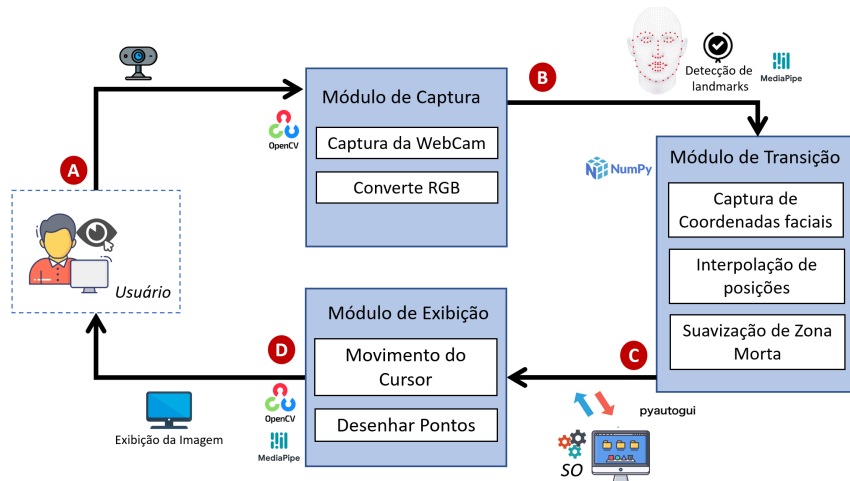 A
Usuário
OpenCV
Módulo de Captura
Captura da WebCam
Converte RGB
B
Detecção de
landmarks
MediaPipe
NumPy
Módulo de Transição
Captura de
Coordenadas faciais
Interpolação de
posições
Suavização de Zona
Morta
C
pyautogui
SO
Módulo de Exibição
Movimento do
Cursor
Desenhar Pontos
D
OpenCV
MediaPipe
Exibição da Imagem